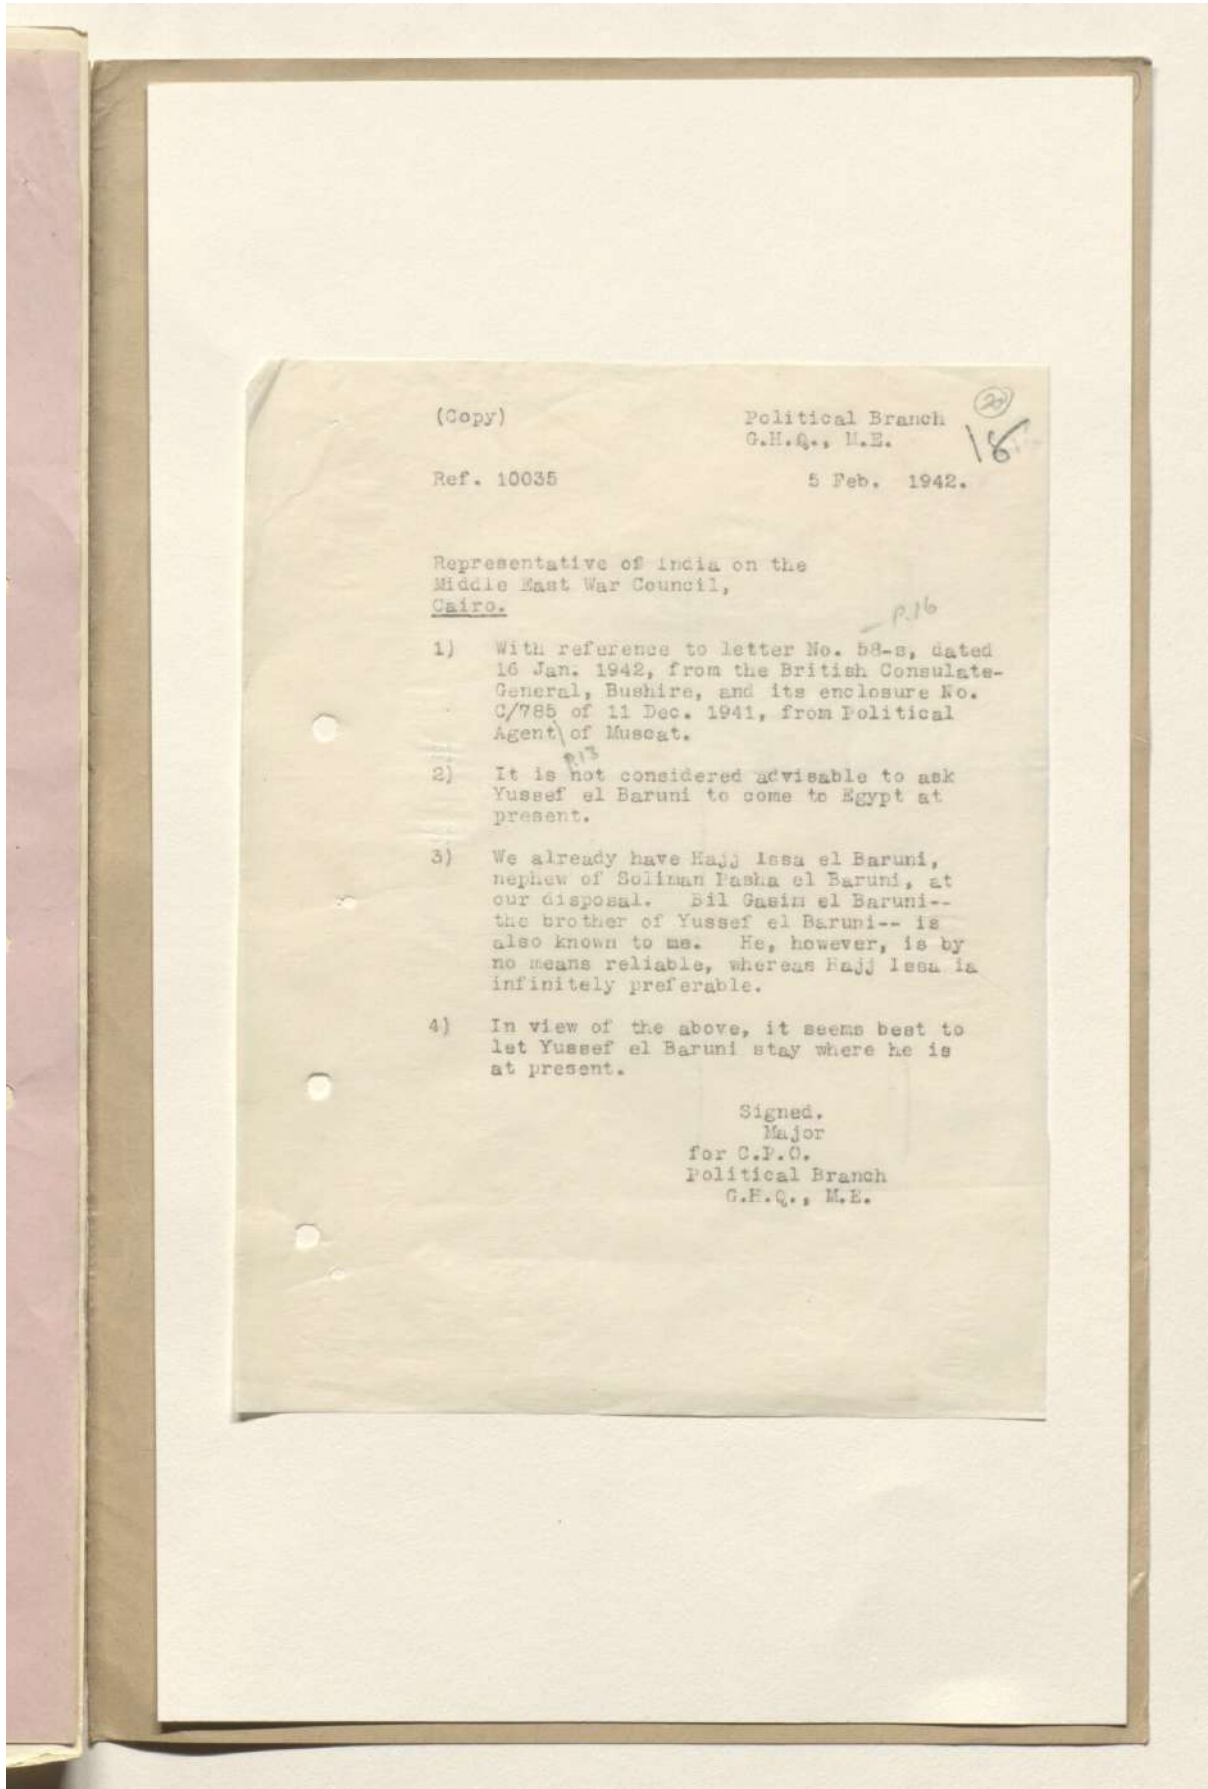 (Copy)
Political Branch
G.H.Q., M.E.
20
18
Ref. 10035
5 Feb. 1942.
Representative of India on the
Middle East War Council,
Cairo.
P.16
1) With reference to letter No. 58-s, dated
16 Jan. 1942, from the British Consulate-
General, Bushire, and its enclosure No.
C/785 of 11 Dec. 1941, from Political
Agent\ of Muscat.
P.13
2) It is not considered advisable to ask
Yussef el Baruni to come to Egypt at
present.
3) We already have Hajj Issa el Baruni,
nephew of Soliman Pasha el Baruni, at
our disposal. Bil Gasim el Baruni--
the brother of Yussef el Baruni-- is
also known to me. He, however, is by
no means reliable, whereas Hajj Issa is
infinitely preferable.
4) In view of the above, it seems best to
let Yussef el Baruni stay where he is
at present.
Signed.
Major
for C.P.O.
Political Branch
G.H.Q., M.E.